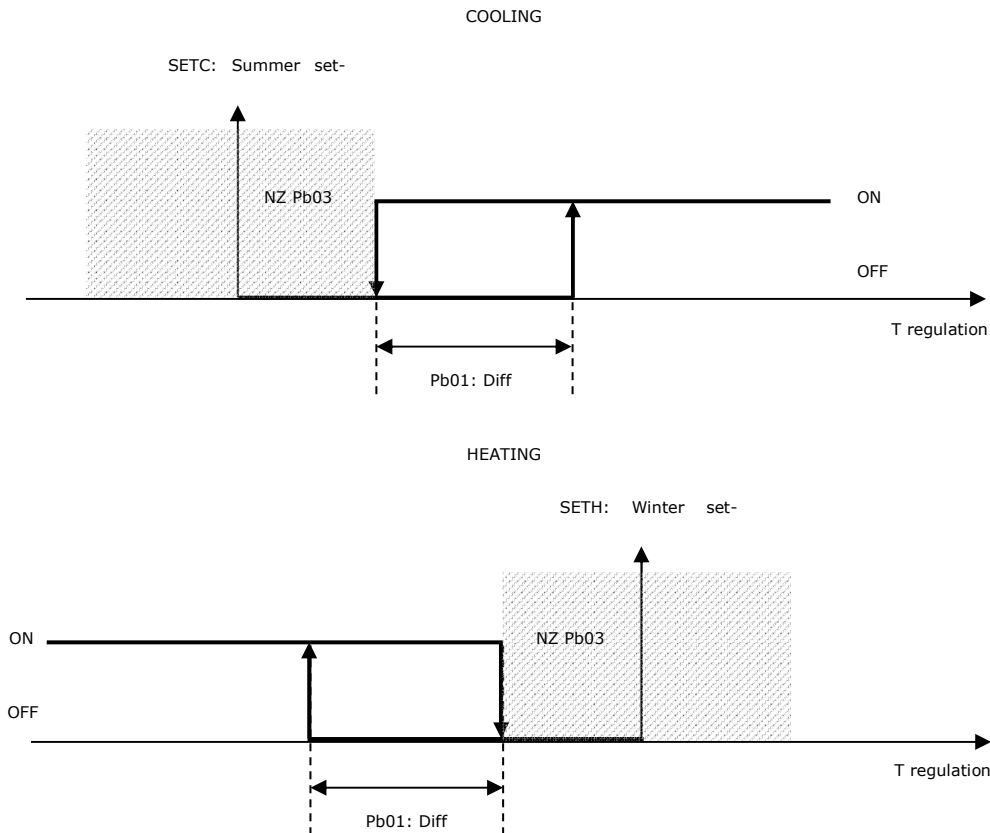 COOLING
SETC: Summer set-
NZ Pb03
ON
OFF
T regulation
Pb01: Diff
HEATING
SETH: Winter set-
ON
NZ Pb03
OFF
T regulation
Pb01: Diff